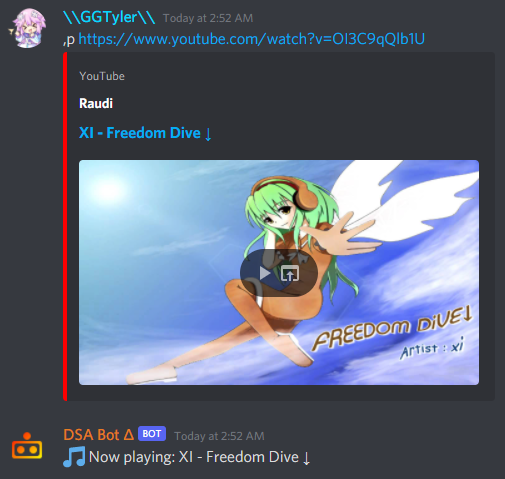 \\GGTyler\\ Today at 2:52 AM
,p https://www.youtube.com/watch?v=OI3C9qQlb1U
YouTube
Raudi
XI - Freedom Dive ↓
FREEDOM DiVE↓
Artist : xi
DSA Bot Δ BOT Today at 2:52 AM
Now playing: XI - Freedom Dive ↓